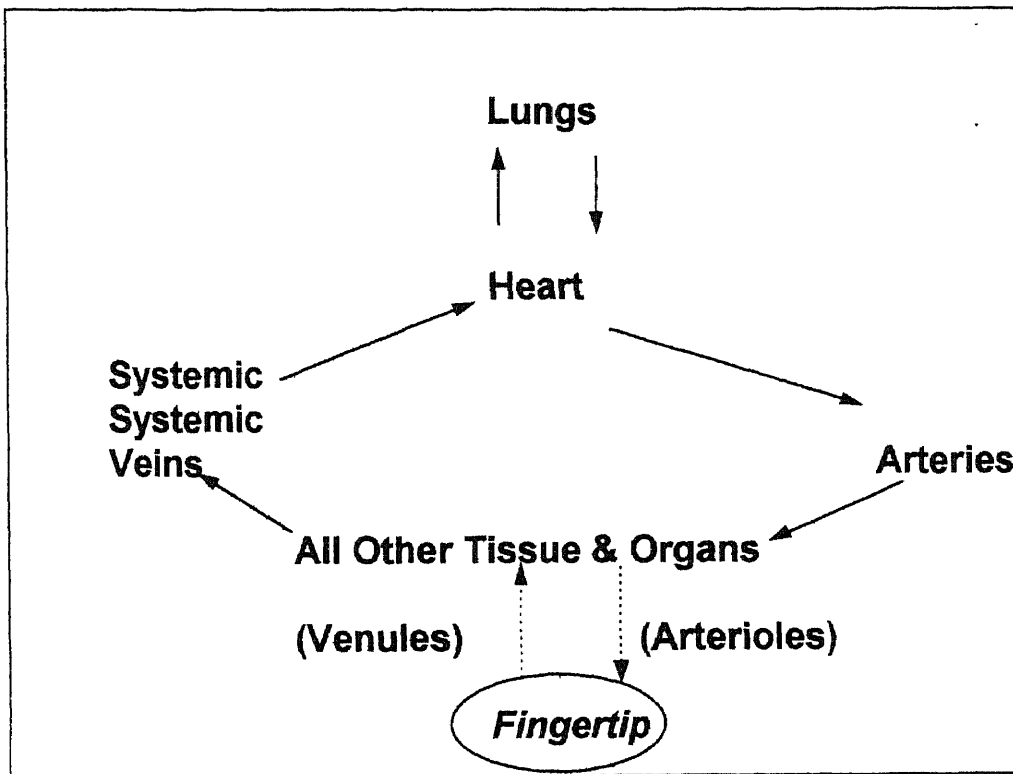 Lungs
Heart
Systemic
Systemic
Veins
Arteries
All Other Tissue & Organs
(Venules)
(Arterioles)
Fingertip